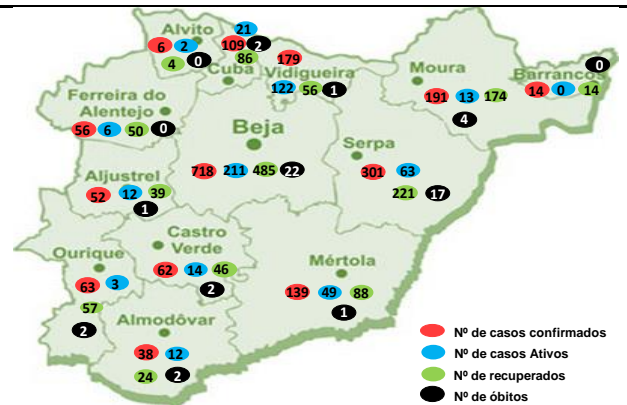 Alvito
6 2
4 0
21
109 2
86
Cuba
179
Vidigueira
122 56 1
Moura
191 13 174
4
Barrancos
0
14 0 14
Ferreira do
Alentejo
56 6 50 0
Beja
718 211 485 22
Serpa
301 63
221 17
Aljustrel
52 12 39
1
Castro
Verde
62 14 46
2
Ourique
63 3
57
2
Mértola
139 49 88
1
Almodôvar
38 12
24 2
Nº de casos confirmados
Nº de casos Ativos
Nº de recuperados
Nº de óbitos